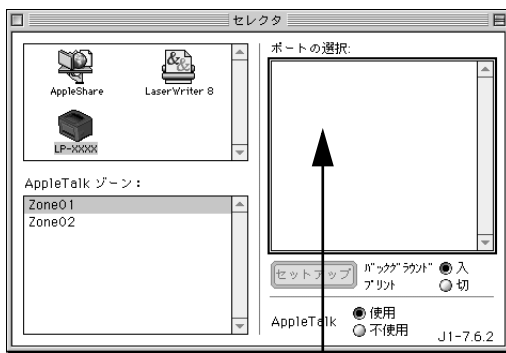 セレクタ
AppleShare
LaserWriter 8
LP-XXXX
AppleTalk ゾーン：
Zone01
Zone02
ポートの選択:
セットアップ
バックグラウンド
プリント
入
切
AppleTalk
使用
不使用
J1-7.6.2